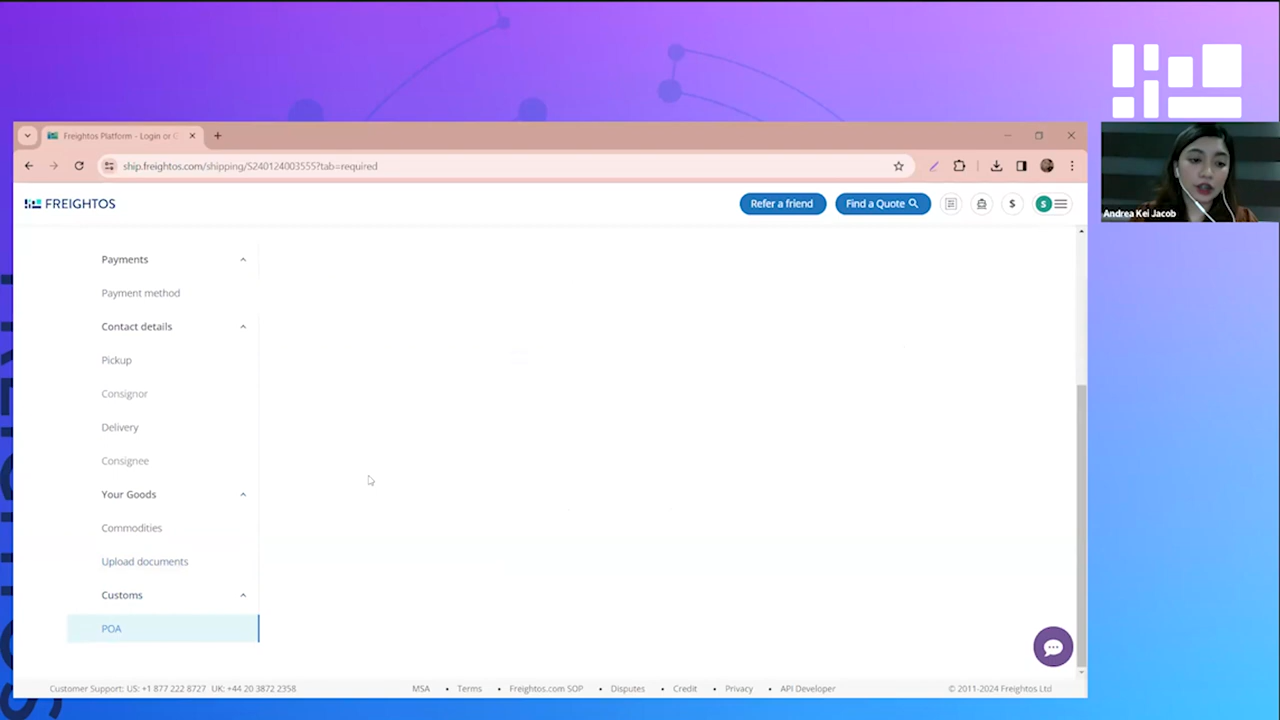 Freightos Platform - Login or C
ship.freightos.com/shipping/S2401240003555?tab=required
FREIGHTOS
Refer a friend
Find a Quote
$
S
Andrea Kei Jacob
Payments
Payment method
Contact details
Pickup
Consignor
Delivery
Consignee
Your Goods
Commodities
Upload documents
Customs
POA
Customer Support: US: +1 877 222 8727 UK: +44 20 3872 2358
MSA • Terms • Freightos.com SOP • Disputes • Credit • Privacy • API Developer
© 2011-2024 Freightos Ltd